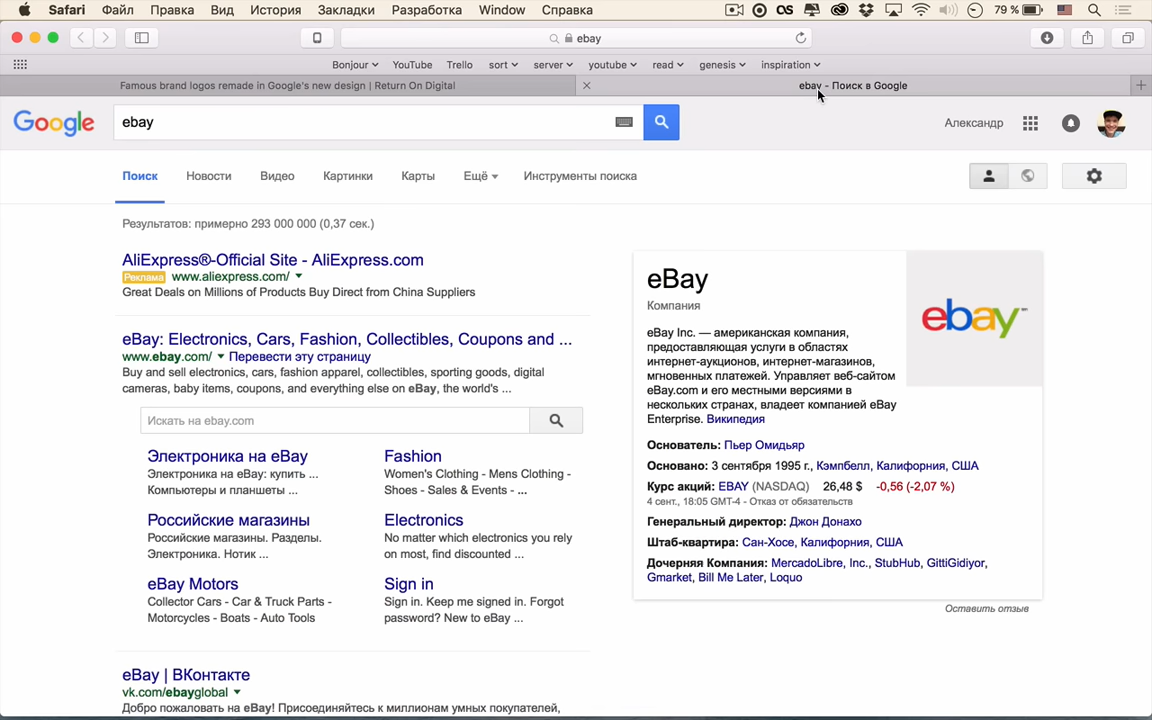 Safari Файл Правка Вид История Закладки Разработка Window Справка
79 %
ebay
Bonjour YouTube Trello sort server youtube read genesis inspiration
Famous brand logos remade in Google's new design | Return On Digital
ebay - Поиск в Google
Google
ebay
Александр
Поиск Новости Видео Картинки Карты Ещё Инструменты поиска
Результатов: примерно 293 000 000 (0,37 сек.)
AliExpress®-Official Site - AliExpress.com
Реклама www.aliexpress.com/
Great Deals on Millions of Products Buy Direct from China Suppliers
eBay: Electronics, Cars, Fashion, Collectibles, Coupons and ...
www.ebay.com/ Перевести эту страницу
Buy and sell electronics, cars, fashion apparel, collectibles, sporting goods, digital
cameras, baby items, coupons, and everything else on eBay, the world's ...
Искать на ebay.com
Электроника на eBay
Электроника на eBay: купить ...
Компьютеры и планшеты ...
Fashion
Women's Clothing - Mens Clothing -
Shoes - Sales & Events - ...
Российские магазины
Российские магазины. Разделы.
Электроника. Нотик ...
Electronics
No matter which electronics you rely
on most, find discounted ...
eBay Motors
Collector Cars - Car & Truck Parts -
Motorcycles - Boats - Auto Tools
Sign in
Sign in. Keep me signed in. Forgot
password? New to eBay ...
eBay | ВКонтакте
vk.com/ebayglobal
Добро пожаловать на eBay! Присоединяйтесь к миллионам умных покупателей,
eBay
Компания
ebay™
eBay Inc. — американская компания,
предоставляющая услуги в областях
интернет-аукционов, интернет-магазинов,
мгновенных платежей. Управляет веб-сайтом
eBay.com и его местными версиями в
нескольких странах, владеет компанией eBay
Enterprise. Википедия
Основатель: Пьер Омидьяр
Основано: 3 сентября 1995 г., Кэмпбелл, Калифорния, США
Курс акций: EBAY (NASDAQ) 26,48 $ -0,56 (-2,07 %)
4 сент., 18:05 GMT-4 - Отказ от обязательств
Генеральный директор: Джон Донахо
Штаб-квартира: Сан-Хосе, Калифорния, США
Дочерняя Компания: MercadoLibre, Inc., StubHub, GittiGidiyor,
Gmarket, Bill Me Later, Loquo
Оставить отзыв